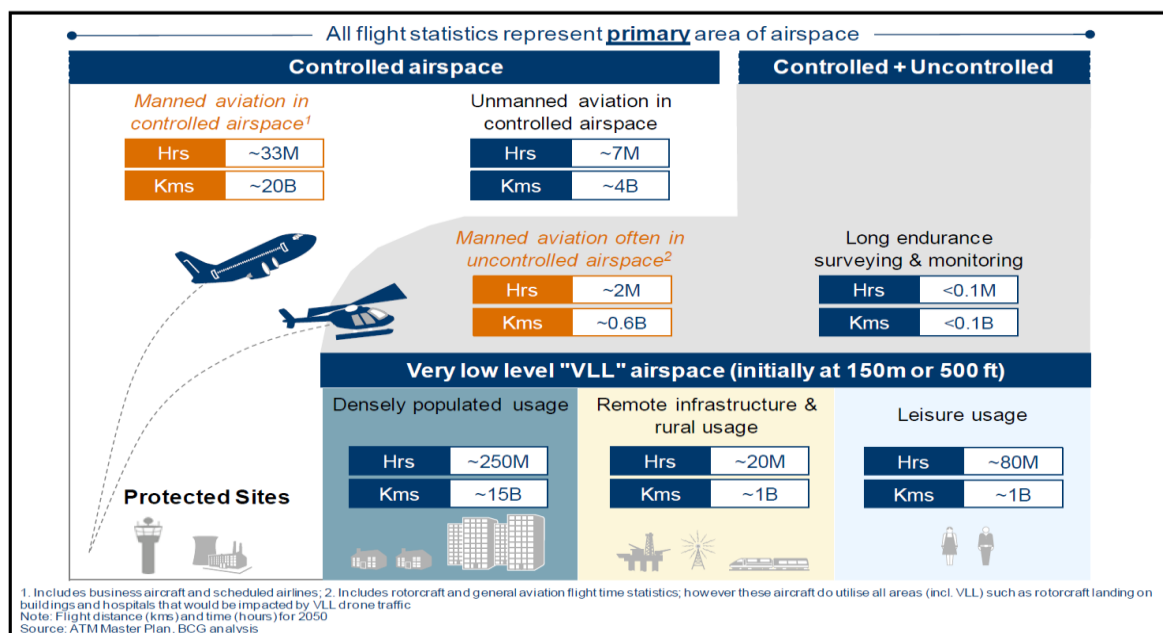 All flight statistics represent primary area of airspace
Controlled airspace
Controlled + Uncontrolled
Manned aviation in
controlled airspace1
Hrs ~33M
Kms ~20B
Unmanned aviation in
controlled airspace
Hrs ~7M
Kms ~4B
Manned aviation often in
uncontrolled airspace2
Hrs ~2M
Kms ~0.6B
Long endurance
surveying & monitoring
Hrs <0.1M
Kms <0.1B
Very low level "VLL" airspace (initially at 150m or 500 ft)
Densely populated usage
Hrs ~250M
Kms ~15B
Remote infrastructure &
rural usage
Hrs ~20M
Kms ~1B
Leisure usage
Hrs ~80M
Kms ~1B
Protected Sites
1. Includes business aircraft and scheduled airlines; 2. Includes rotorcraft and general aviation flight time statistics; however these aircraft do utilise all areas (incl. VLL) such as rotorcraft landing on
buildings and hospitals that would be impacted by VLL drone traffic
Note: Flight distance (kms) and time (hours) for 2050
Source: ATM Master Plan, BCG analysis